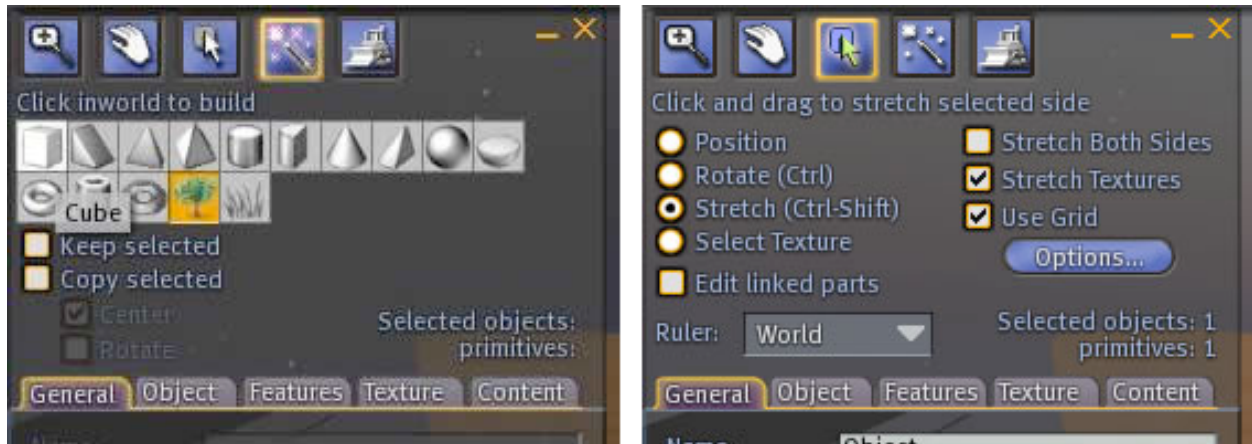 Click inworld to build
Cube
Keep selected
Copy selected
Center
Rotate
Selected objects:
primitives:
General Object Features Texture Content
Click and drag to stretch selected side
Position
Rotate (Ctrl)
Stretch (Ctrl-Shift)
Select Texture
Edit linked parts
Stretch Both Sides
Stretch Textures
Use Grid
Options...
Ruler: World
Selected objects: 1
primitives: 1
General Object Features Texture Content